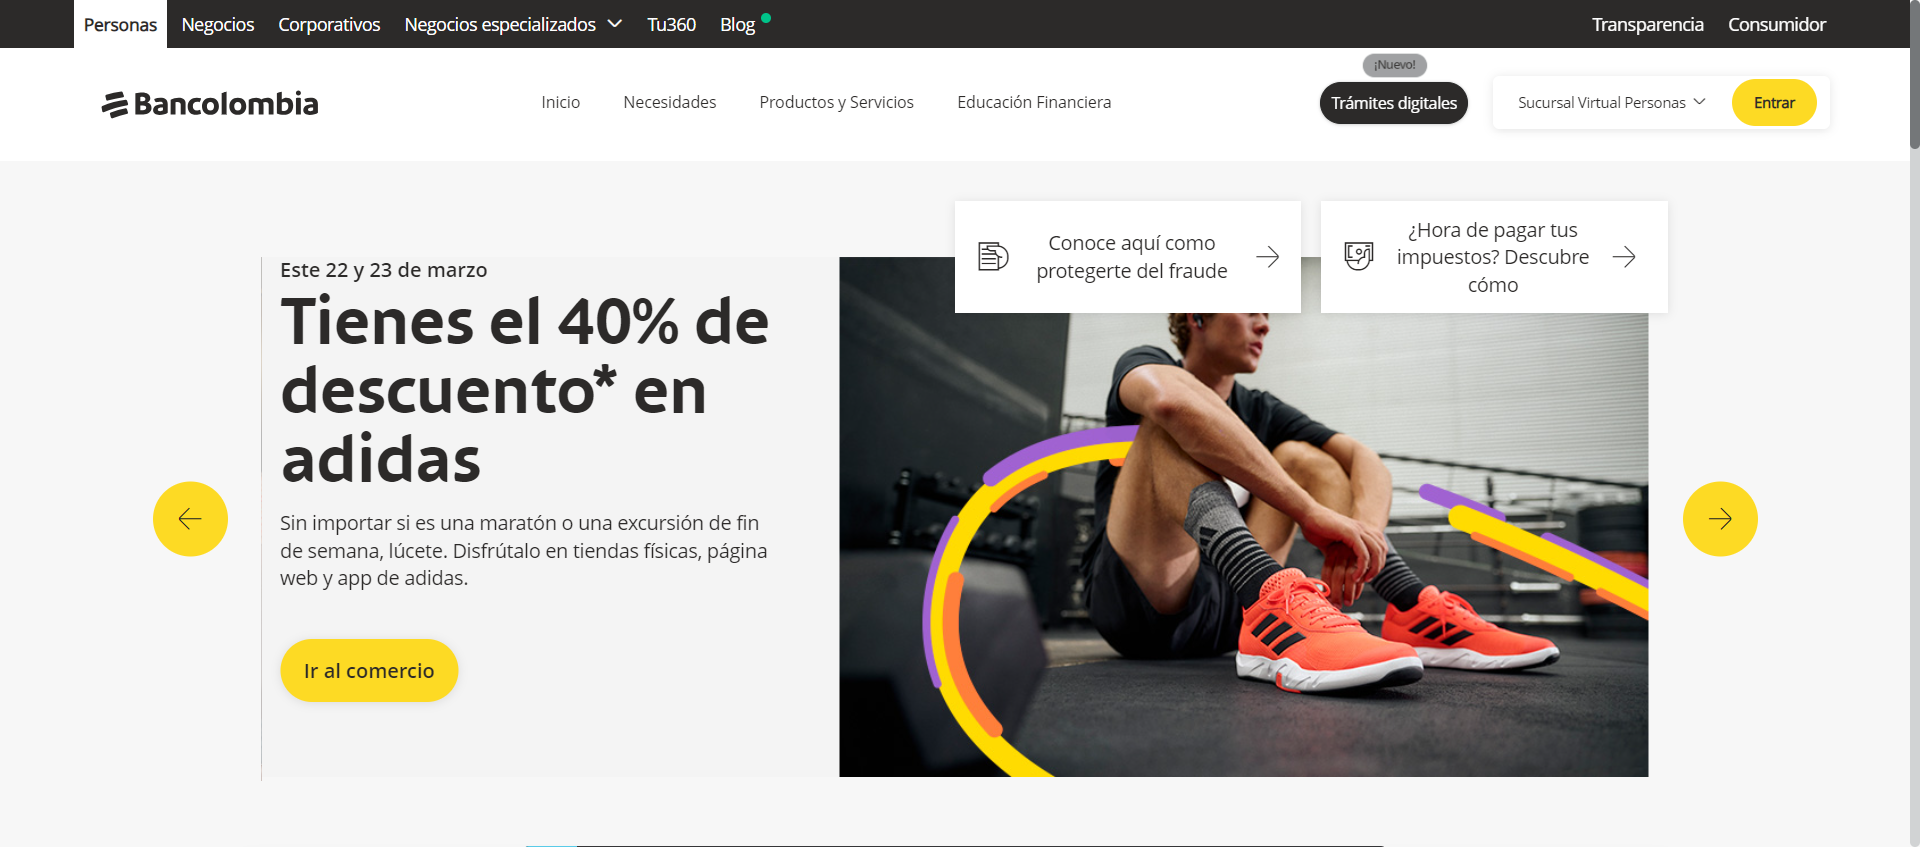 Personas Negocios Corporativos Negocios especializados Tu360 Blog Transparencia Consumidor
¡Nuevo!
Bancolombia Inicio Necesidades Productos y Servicios Educación Financiera Trámites digitales Sucursal Virtual Personas Entrar
Conoce aquí como
protegerte del fraude
¿Hora de pagar tus
impuestos? Descubre
cómo
Este 22 y 23 de marzo
Tienes el 40% de
descuento* en
adidas
Sin importar si es una maratón o una excursión de fin
de semana, lúcete. Disfrútalo en tiendas físicas, página
web y app de adidas.
Ir al comercio